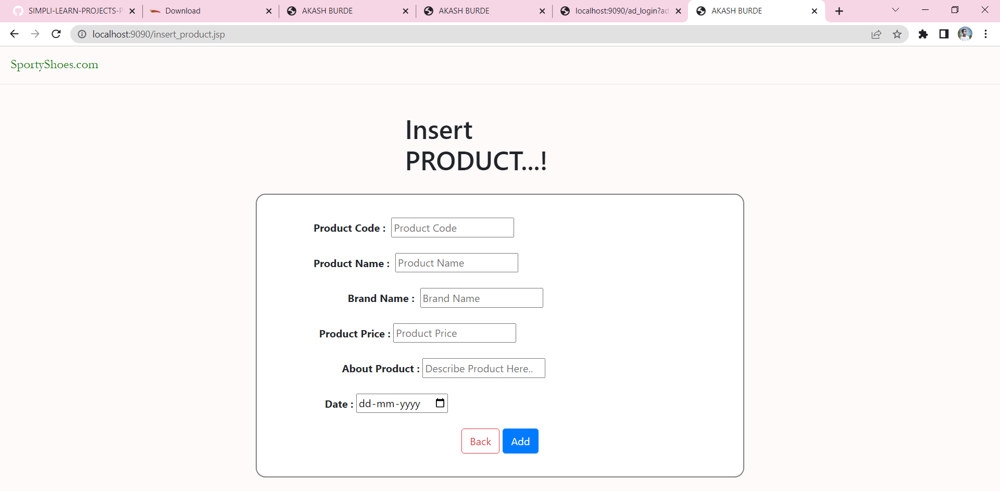 SIMPLI-LEARN-PROJECTS-P
Download
AKASH BURDE
AKASH BURDE
localhost:9090/ad_login?ad
AKASH BURDE
localhost:9090/insert_product.jsp
SportyShoes.com
Insert
PRODUCT...!
Product Code : Product Code
Product Name : Product Name
Brand Name : Brand Name
Product Price : Product Price
About Product : Describe Product Here..
Date : dd-mm-yyyy
Back Add